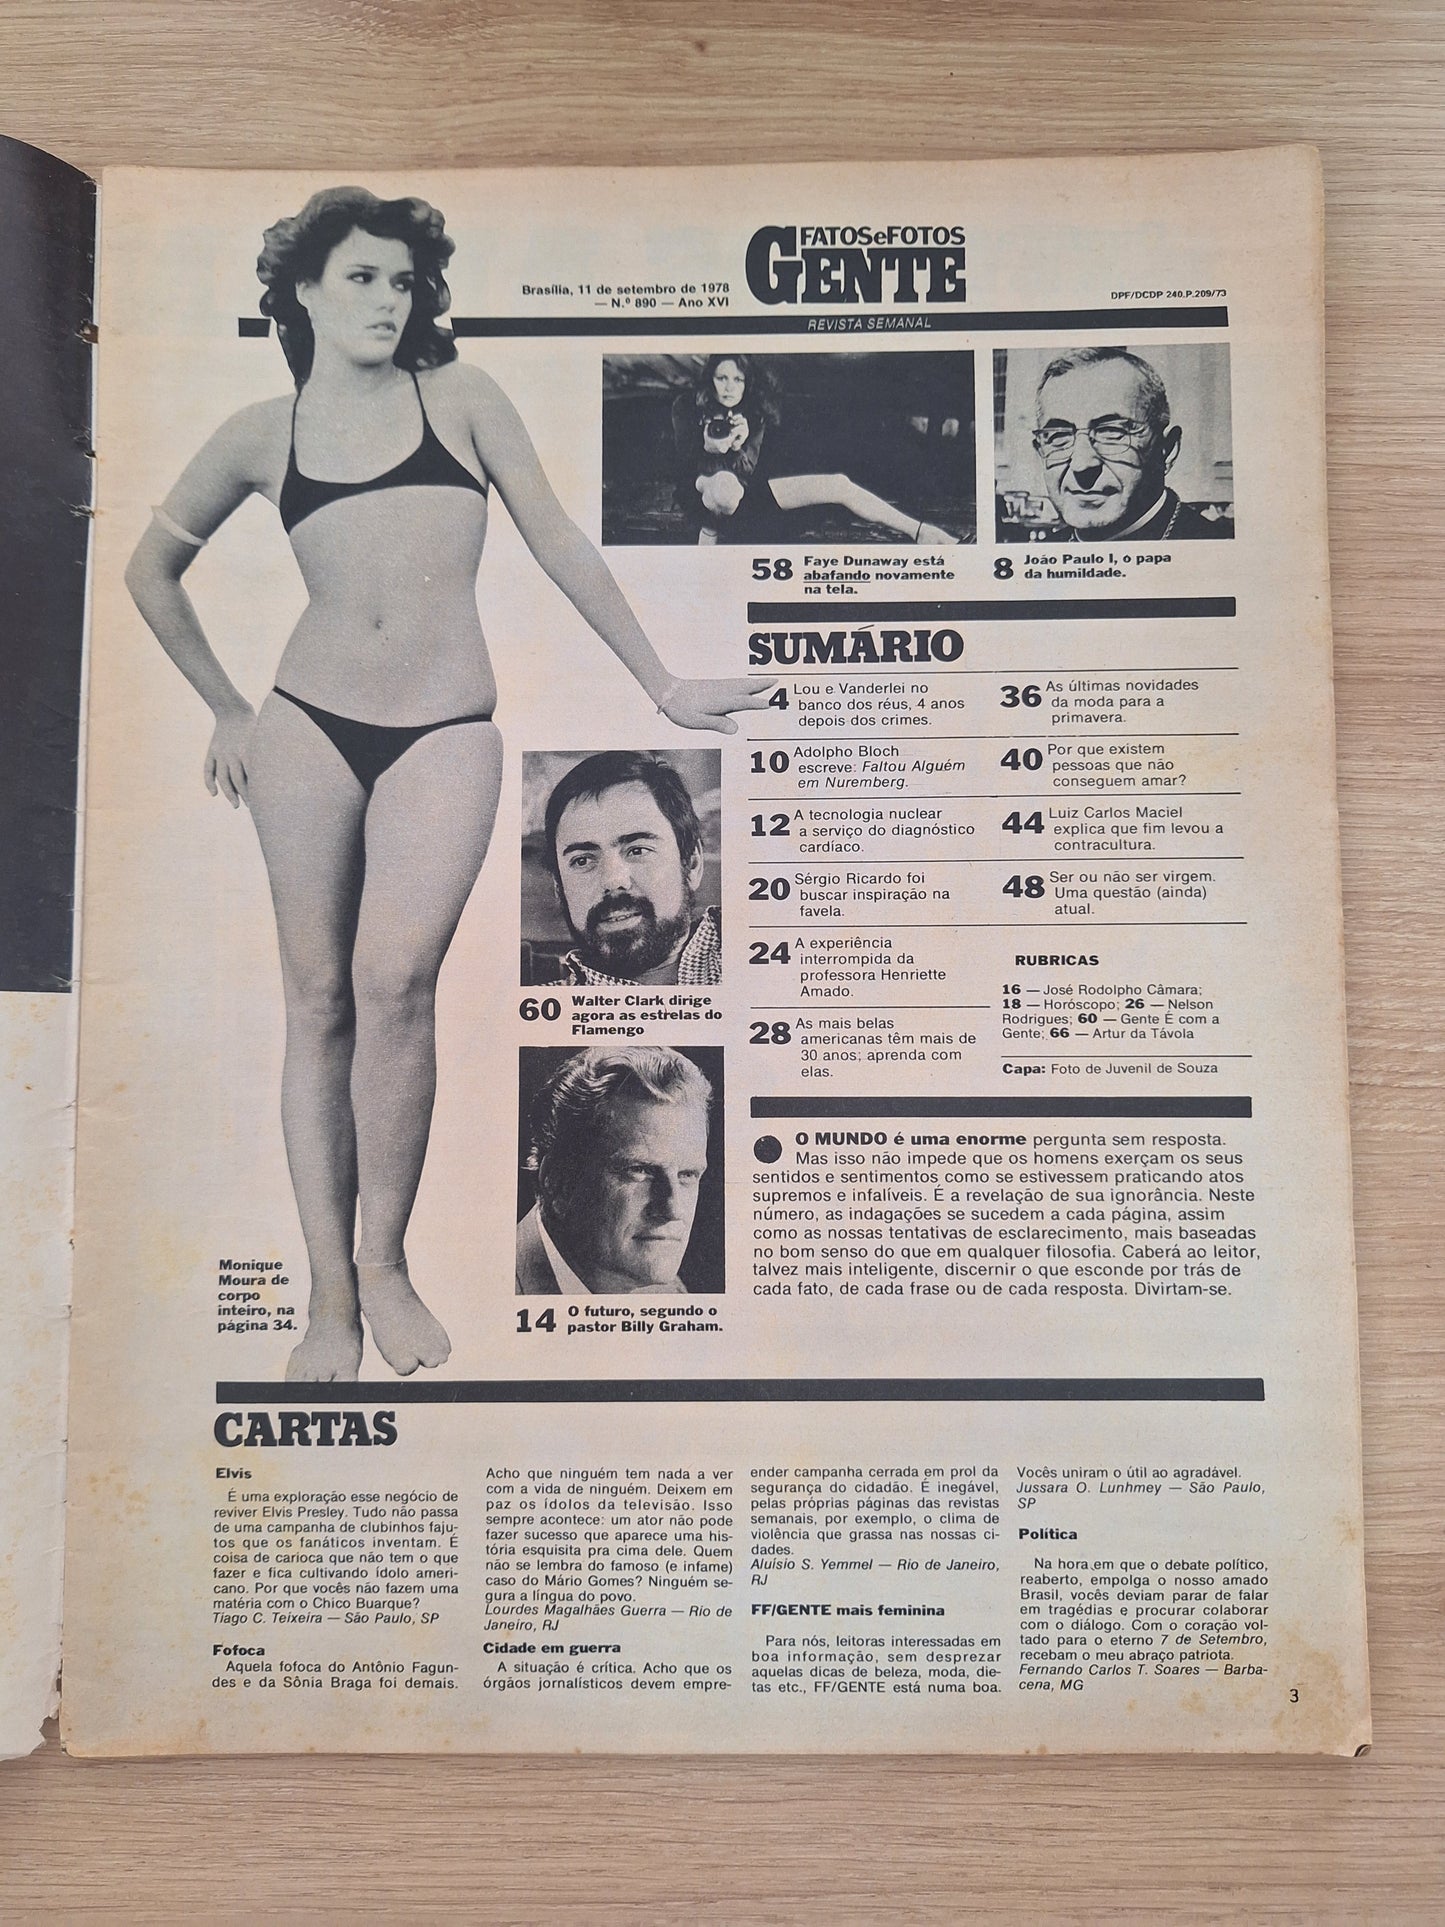 FATOSeFOTOS
GENTE
Brasília, 11 de setembro de 1978
— N.º 890 — Ano XVI
DPF/DCDP 240.P.209/73
REVISTA SEMANAL
58 Faye Dunaway está
abafando novamente
na tela.
8 João Paulo I, o papa
da humildade.
SUMÁRIO
4 Lou e Vanderlei no
banco dos réus, 4 anos
depois dos crimes.
10 Adolpho Bloch
escreve: Faltou Alguém
em Nuremberg.
12 A tecnologia nuclear
a serviço do diagnóstico
cardíaco.
20 Sérgio Ricardo foi
buscar inspiração na
favela.
24 A experiência
interrompida da
professora Henriette
Amado.
28 As mais belas
americanas têm mais de
30 anos; aprenda com
elas.
36 As últimas novidades
da moda para a
primavera.
40 Por que existem
pessoas que não
conseguem amar?
44 Luiz Carlos Maciel
explica que fim levou a
contracultura.
48 Ser ou não ser virgem.
Uma questão (ainda)
atual.
RUBRICAS
16 — José Rodolpho Câmara;
18 — Horóscopo; 26 — Nelson
Rodrigues; 60 — Gente É com a
Gente; 66 — Artur da Távola
Capa: Foto de Juvenil de Souza
60 Walter Clark dirige
agora as estrelas do
Flamengo
14 O futuro, segundo o
pastor Billy Graham.
Monique
Moura de
corpo
inteiro, na
página 34.
O MUNDO é uma enorme pergunta sem resposta.
Mas isso não impede que os homens exerçam os seus
sentidos e sentimentos como se estivessem praticando atos
supremos e infalíveis. É a revelação de sua ignorância. Neste
número, as indagações se sucedem a cada página, assim
como as nossas tentativas de esclarecimento, mais baseadas
no bom senso do que em qualquer filosofia. Caberá ao leitor,
talvez mais inteligente, discernir o que esconde por trás de
cada fato, de cada frase ou de cada resposta. Divirtam-se.
CARTAS
Elvis
É uma exploração esse negócio de
reviver Elvis Presley. Tudo não passa
de uma campanha de clubinhos faju-
tos que os fanáticos inventam. É
coisa de carioca que não tem o que
fazer e fica cultivando ídolo ameri-
cano. Por que vocês não fazem uma
matéria com o Chico Buarque?
Tiago C. Teixeira — São Paulo, SP
Fofoca
Aquela fofoca do Antônio Fagun-
des e da Sônia Braga foi demais.
Acho que ninguém tem nada a ver
com a vida de ninguém. Deixem em
paz os ídolos da televisão. Isso
sempre acontece: um ator não pode
fazer sucesso que aparece uma his-
tória esquisita pra cima dele. Quem
não se lembra do famoso (e infame)
caso do Mário Gomes? Ninguém se-
gura a língua do povo.
Lourdes Magalhães Guerra — Rio de
Janeiro, RJ
Cidade em guerra
A situação é crítica. Acho que os
órgãos jornalísticos devem empre-
ender campanha cerrada em prol da
segurança do cidadão. É inegável,
pelas próprias páginas das revistas
semanais, por exemplo, o clima de
violência que grassa nas nossas ci-
dades.
Aluísio S. Yemmel — Rio de Janeiro,
RJ
FF/GENTE mais feminina
Para nós, leitoras interessadas em
boa informação, sem desprezar
aquelas dicas de beleza, moda, die-
tas etc., FF/GENTE está numa boa.
Vocês uniram o útil ao agradável.
Jussara O. Lunhmey — São Paulo,
SP
Política
Na hora em que o debate político,
reaberto, empolga o nosso amado
Brasil, vocês deviam parar de falar
em tragédias e procurar colaborar
com o diálogo. Com o coração vol-
tado para o eterno 7 de Setembro,
recebam o meu abraço patriota.
Fernando Carlos T. Soares — Barba-
cena, MG
3